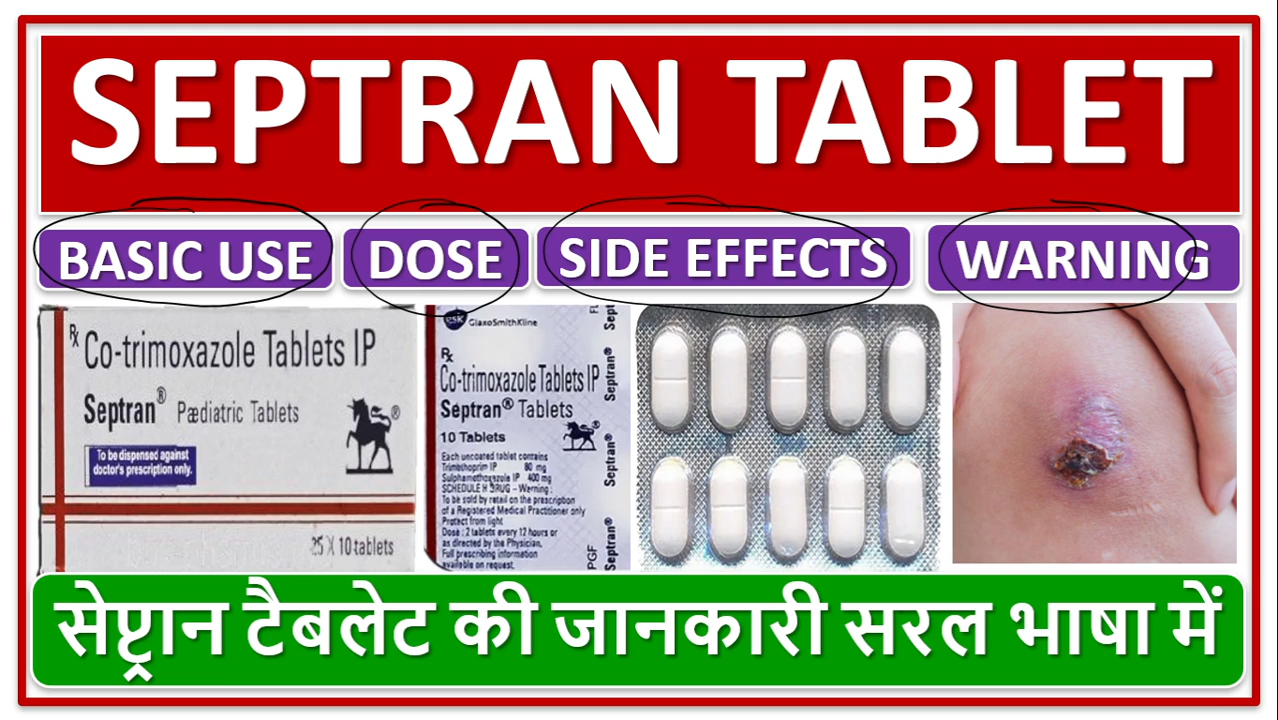 SEPTRAN TABLET
BASIC USE
DOSE
SIDE EFFECTS
WARNING
Rx Co-trimoxazole Tablets IP
Septran® Pædiatric Tablets
To be dispensed against
doctor's prescription only.
®
25 X 10 tablets
gsk GlaxoSmithKline
Rx
Co-trimoxazole Tablets IP
Septran® Tablets
10 Tablets
Each uncoated tablet contains
Trimethoprim IP 80 mg
Sulphamethoxazole IP 400 mg
SCHEDULE H DRUG - Warning :
To be sold by retail on the prescription
of a Registered Medical Practitioner only
Protect from light
Dose : 2 tablets every 12 hours or
as directed by the Physician.
Full prescribing information
available on request.
Septran®
Septran®
PGF
सेप्ट्रान टैबलेट की जानकारी सरल भाषा में